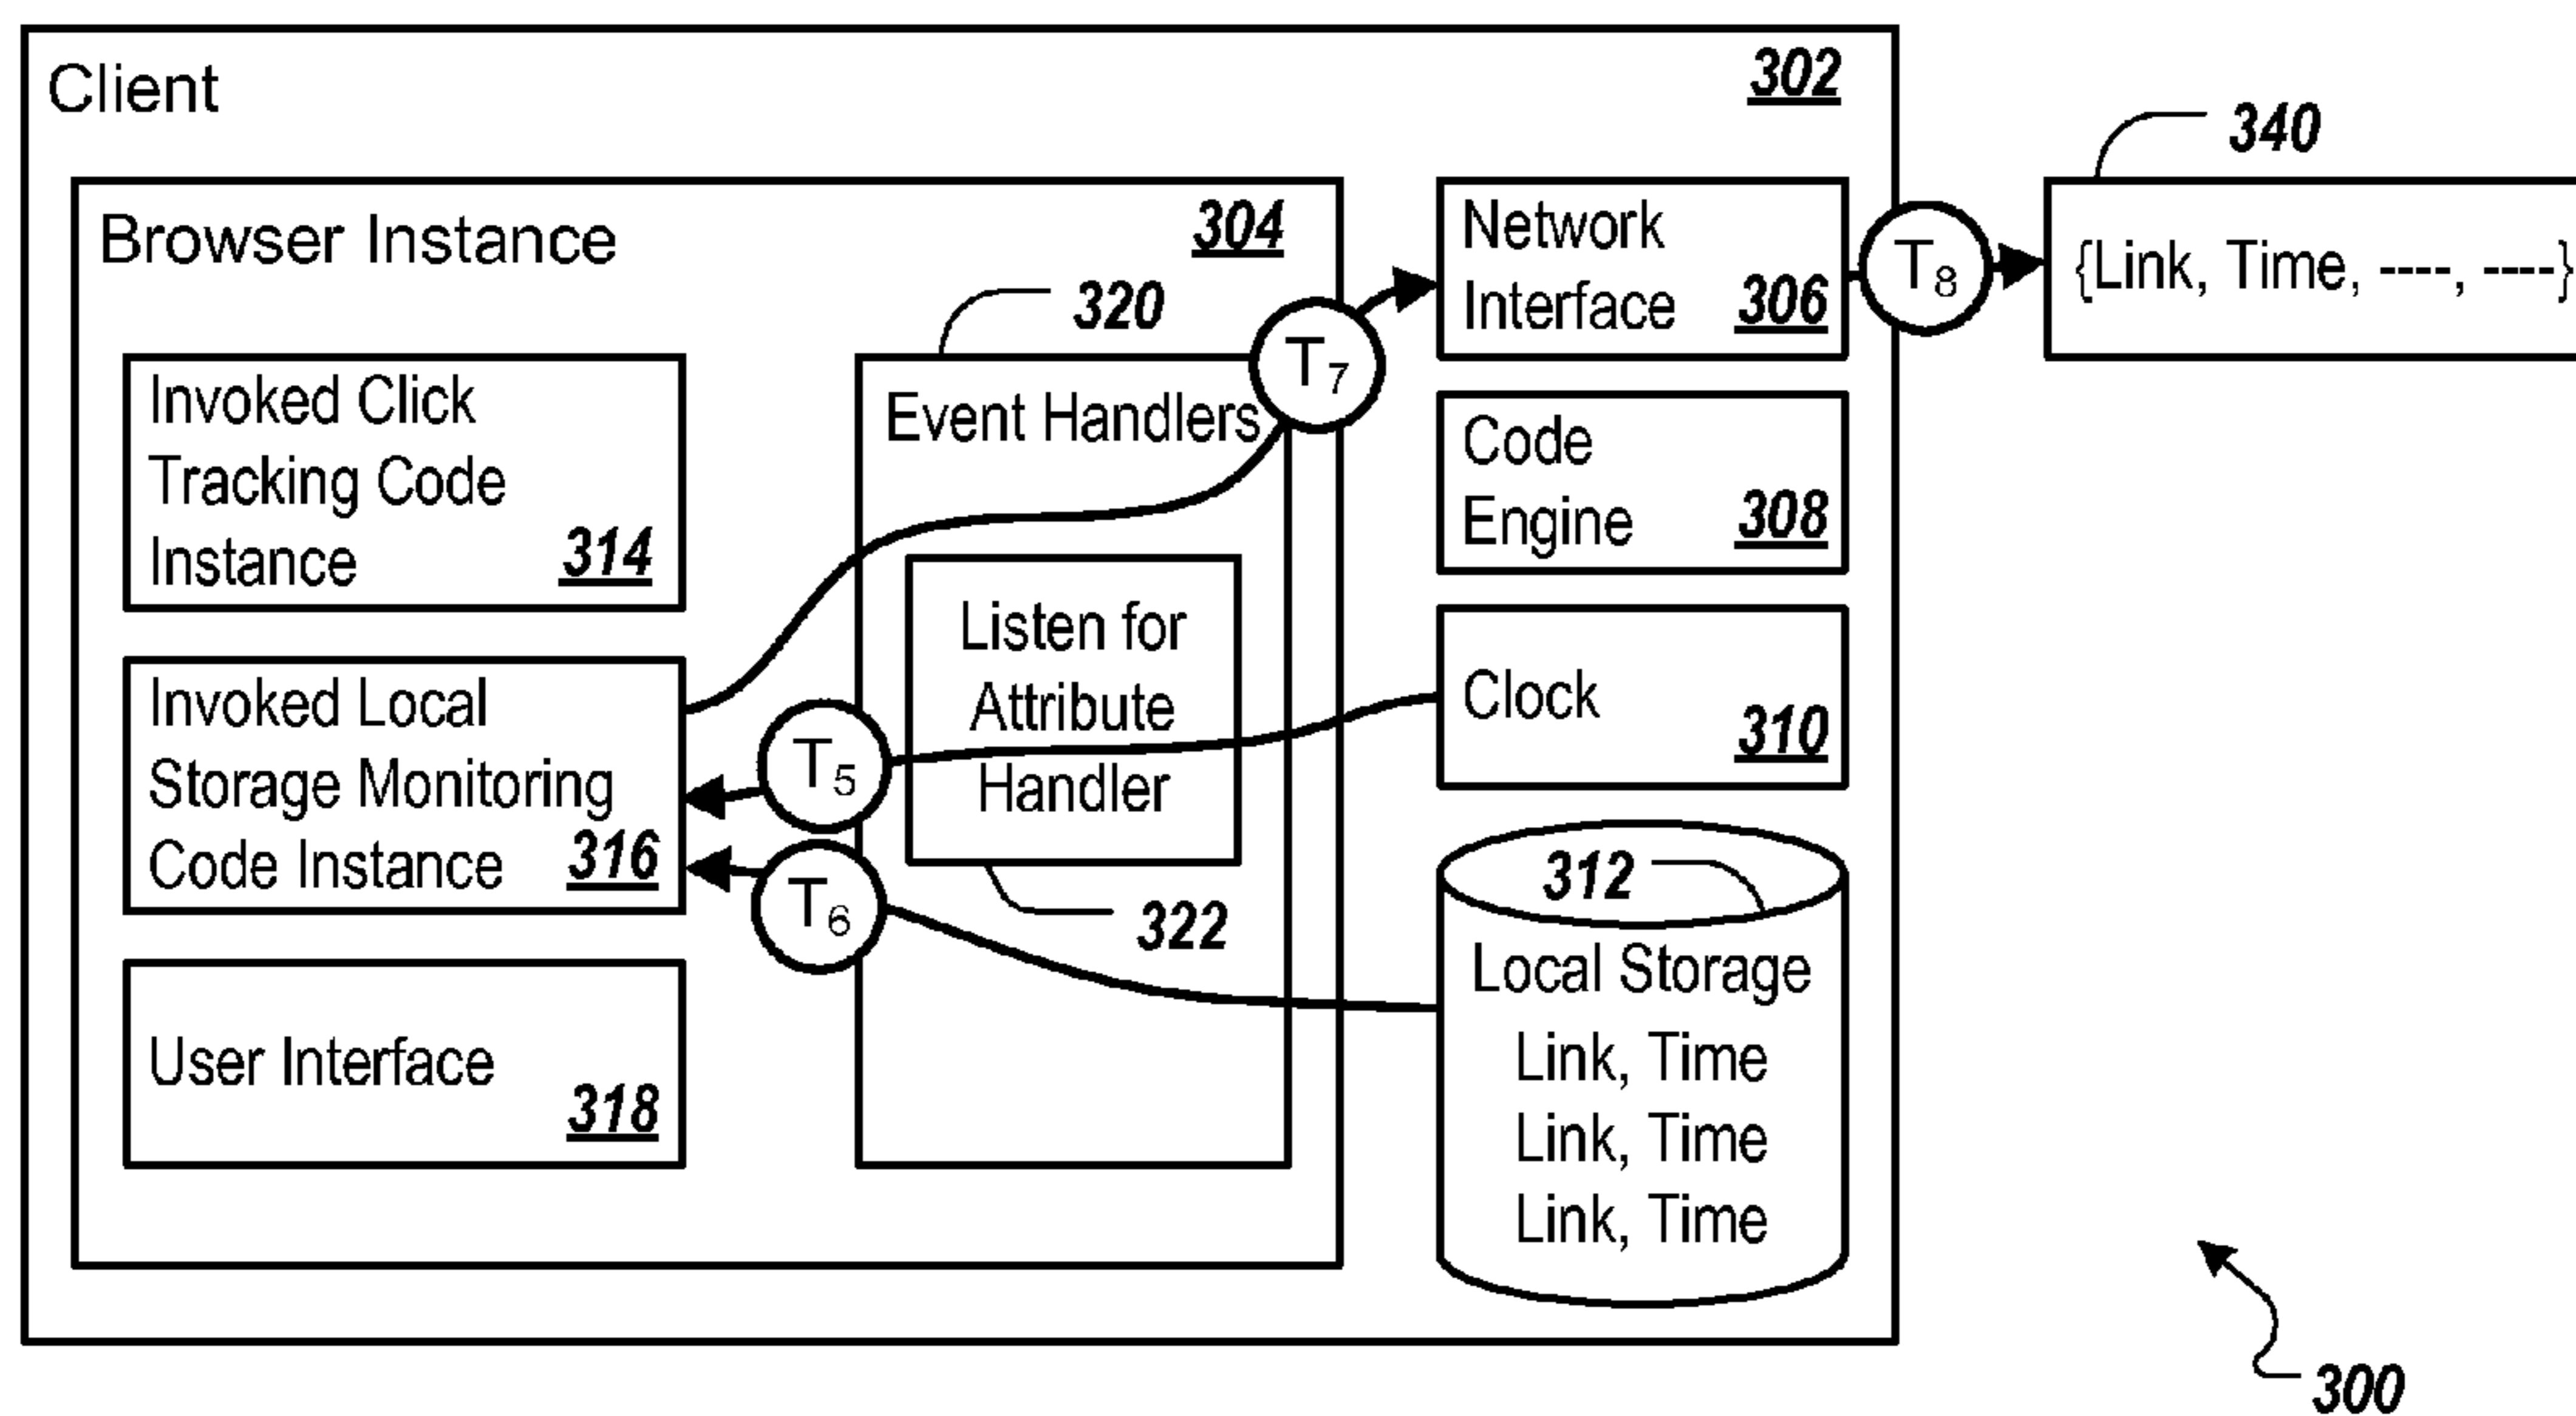 Client
302
340
Browser Instance
304
320
Network
Interface
306
T8
{Link, Time, ----, ----}
T7
Invoked Click
Tracking Code
Instance
314
Event Handlers
Code
Engine
308
Listen for
Attribute
Handler
322
Invoked Local
Storage Monitoring
Code Instance
316
T5
T6
Clock
310
312
Local Storage
Link, Time
Link, Time
Link, Time
User Interface
318
300